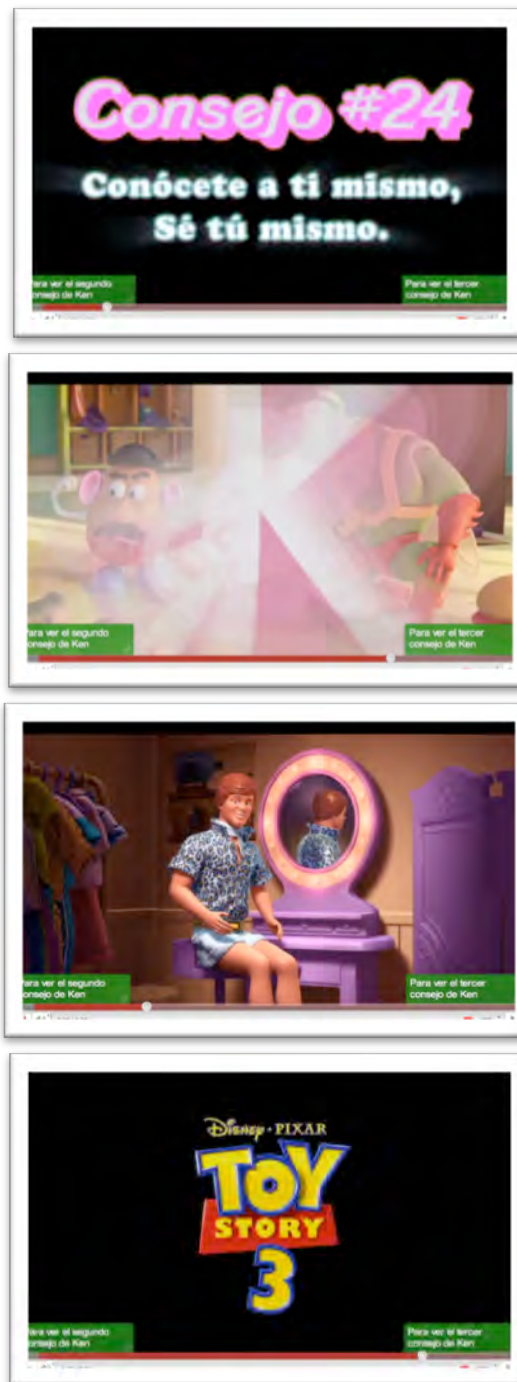 Consejo #24
Conócete a ti mismo,
Sé tú mismo.
Para ver el segundo
consejo de Ken
Para ver el tercer
consejo de Ken
Para ver el segundo
consejo de Ken
Para ver el tercer
consejo de Ken
Para ver el segundo
consejo de Ken
Para ver el tercer
consejo de Ken
Disney · PIXAR
TOY
STORY
3
Para ver el segundo
consejo de Ken
Para ver el tercer
consejo de Ken